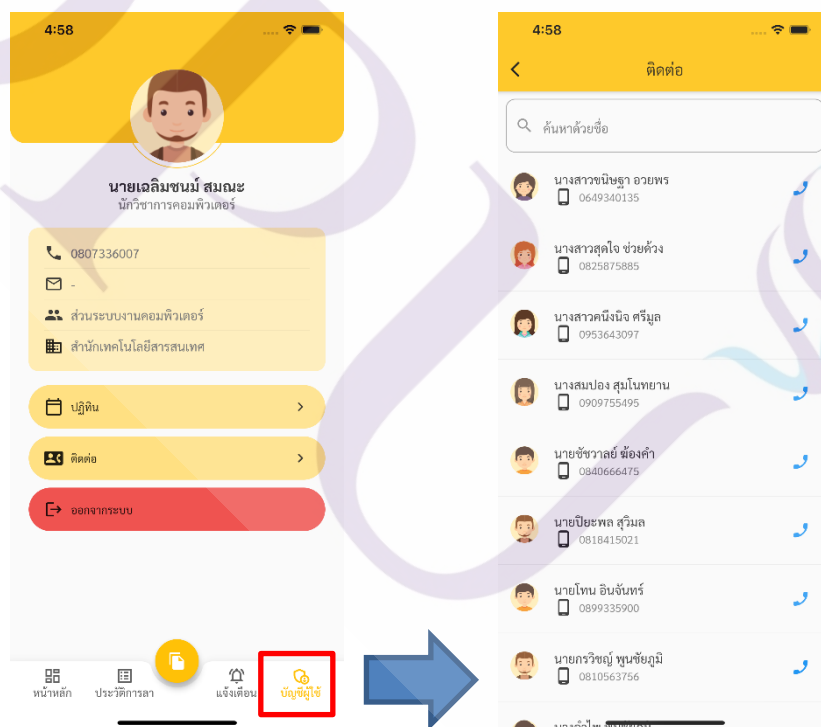 4:58
นายเฉลิมชนม์ สมณะ
นักวิชาการคอมพิวเตอร์
0807336007
-
ส่วนระบบงานคอมพิวเตอร์
สำนักเทคโนโลยีสารสนเทศ
ปฏิทิน
ติดต่อ
ออกจากระบบ
หน้าหลัก
ประวัติการลา
แจ้งเตือน
บัญชีผู้ใช้
4:58
ติดต่อ
ค้นหาด้วยชื่อ
นางสาวขนิษฐา อวยพร
0649340135
นางสาวสุดใจ ช่วยด้วง
0825875885
นางสาวคนึงนิจ ศรีมูล
0953643097
นางสมปอง สุมโนทยาน
0909755495
นายชัชวาลย์ ฆ้องคำ
0840666475
นายปิยะพล สุวิมล
0818415021
นายโทน อินจันทร์
0899335900
นายกรวิชญ์ พูนชัยภูมิ
0810563756